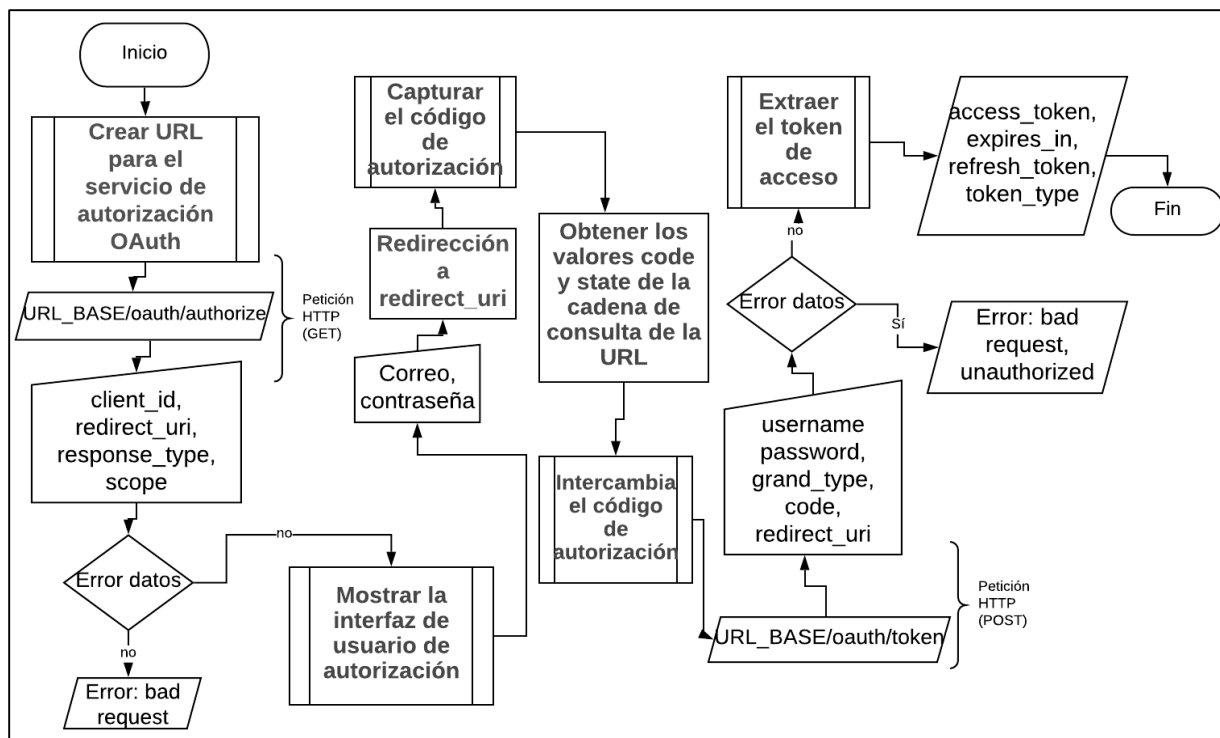 Inicio
Crear URL
para el
servicio de
autorización
OAuth
URL_BASE/oauth/authorize
Petición
HTTP
(GET)
client_id,
redirect_uri,
response_type,
scope
Error datos
no
no
Error: bad
request
Mostrar la
interfaz de
usuario de
autorización
Correo,
contraseña
Redirección
a
redirect_uri
Capturar
el código
de
autorización
Obtener los
valores code
y state de la
cadena de
consulta de la
URL
Intercambia
el código
de
autorización
URL_BASE/oauth/token
Petición
HTTP
(POST)
username
password,
grand_type,
code,
redirect_uri
Error datos
Sí
Error: bad
request,
unauthorized
no
Extraer
el token
de
acceso
access_token,
expires_in,
refresh_token,
token_type
Fin